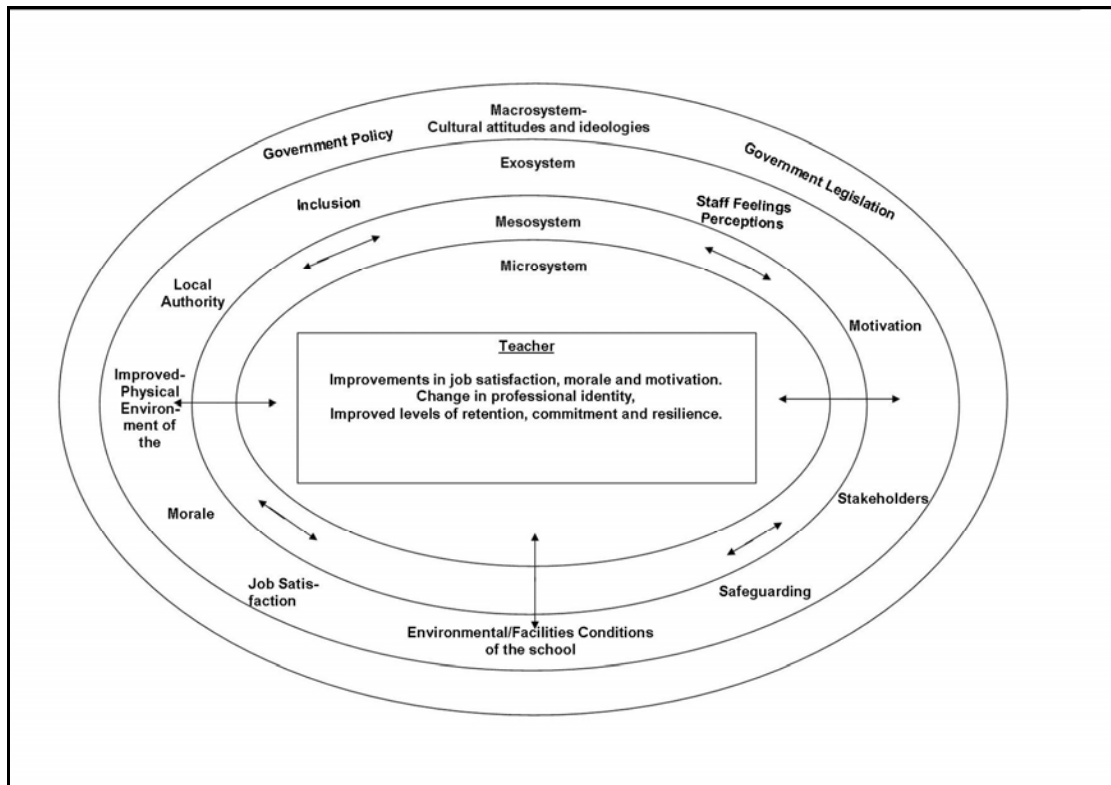 Macrosystem-
Cultural attitudes and ideologies
Government Policy
Government Legislation
Exosystem
Inclusion
Staff Feelings
Perceptions
Mesosystem
Microsystem
Local
Authority
Motivation
Teacher
Improvements in job satisfaction, morale and motivation.
Change in professional identity,
Improved levels of retention, commitment and resilience.
Improved-
Physical
Environ-
ment of
the
Morale
Stakeholders
Job Satis-
faction
Safeguarding
Environmental/Facilities Conditions
of the school